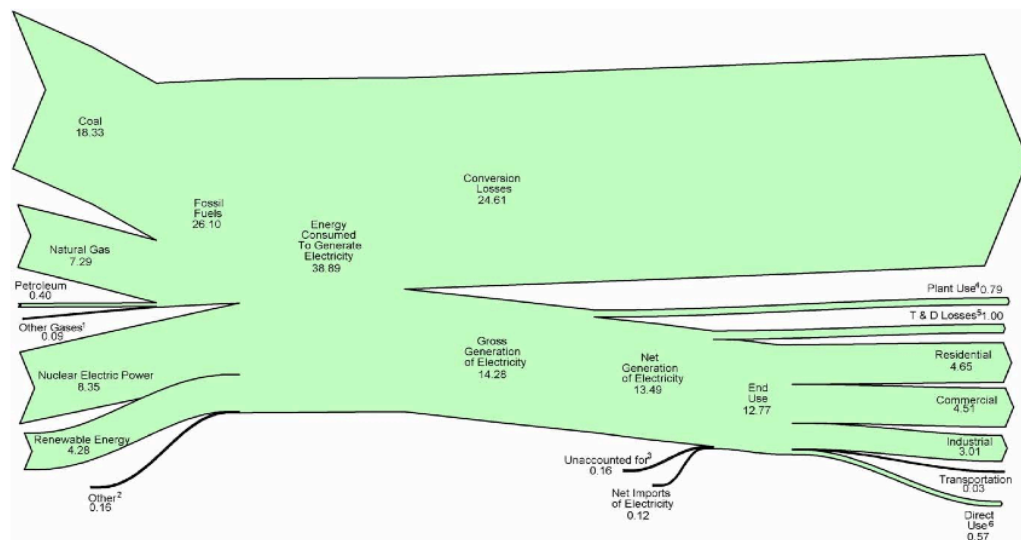 Coal
18.33
Natural Gas
7.29
Petroleum
0.40
Other Gases¹
0.09
Nuclear Electric Power
8.35
Renewable Energy
4.28
Other²
0.16
Fossil
Fuels
26.10
Energy
Consumed
To Generate
Electricity
38.89
Conversion
Losses
24.61
Gross
Generation
of Electricity
14.28
Net
Generation
of Electricity
13.49
End
Use
12.77
Unaccounted for³
0.16
Net Imports
of Electricity
0.12
Plant Use⁴ 0.79
T & D Losses⁵ 1.00
Residential
4.65
Commercial
4.51
Industrial
3.01
Transportation
0.03
Direct
Use⁶
0.57